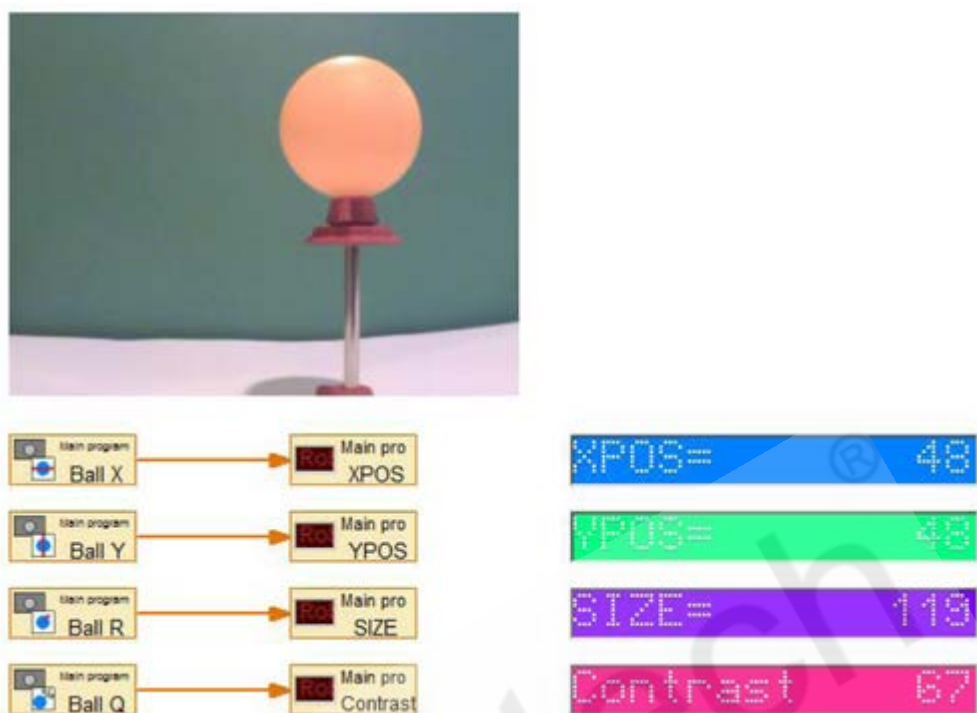 Main program
Ball X
Main pro
XPOS
XPOS= 48
Main program
Ball Y
Main pro
YPOS
YPOS= 48
Main program
Ball R
Main pro
SIZE
SIZE= 119
Main program
Ball Q
Main pro
Contrast
Contrast 67
®
tech